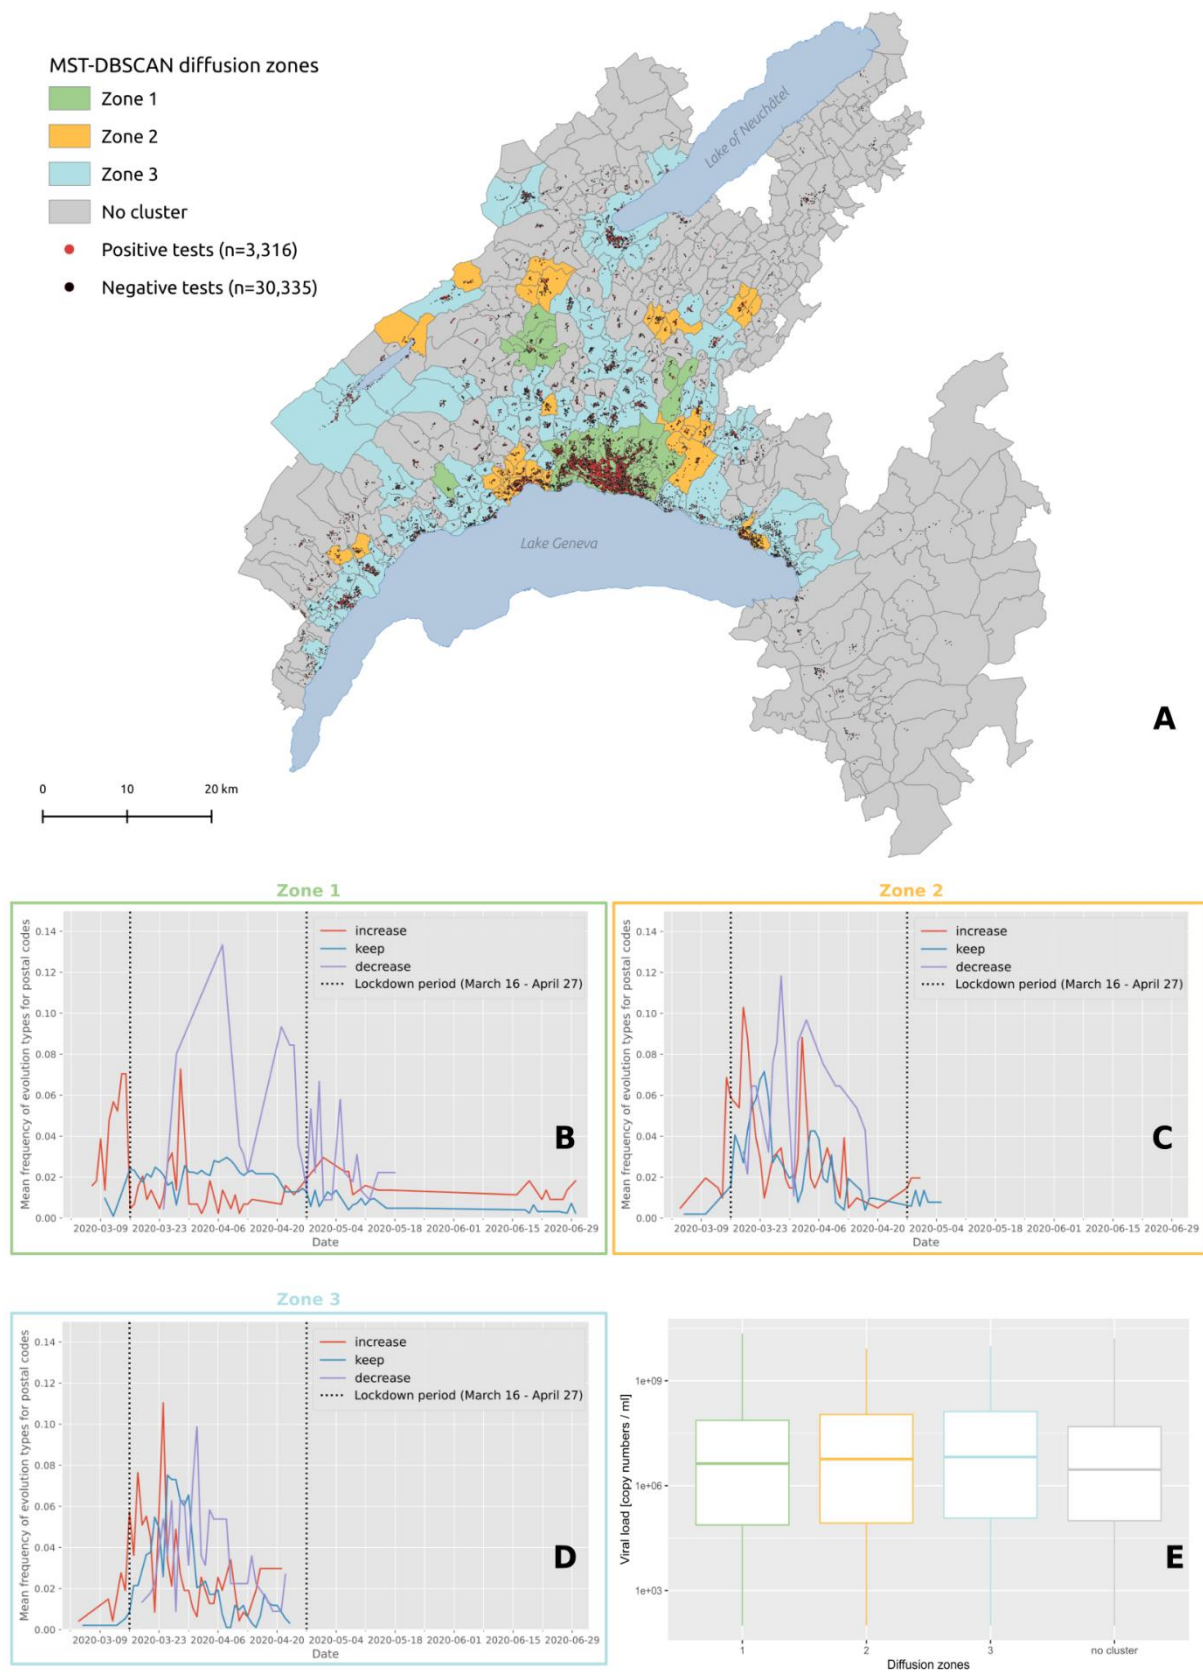 MST-DBSCAN diffusion zones
Zone 1
Zone 2
Zone 3
No cluster
Positive tests (n=3,316)
Negative tests (n=30,335)
Lake of Neuchâtel
Lake Geneva
A
0 10 20 km
Zone 1
Mean frequency of evolution types for postal codes
0.14
0.12
0.10
0.08
0.06
0.04
0.02
0.00
increase
keep
decrease
Lockdown period (March 16 - April 27)
B
2020-03-09 2020-03-23 2020-04-06 2020-04-20 2020-05-04 2020-05-18 2020-06-01 2020-06-15 2020-06-29
Date
Zone 2
Mean frequency of evolution types for postal codes
0.14
0.12
0.10
0.08
0.06
0.04
0.02
0.00
increase
keep
decrease
Lockdown period (March 16 - April 27)
C
2020-03-09 2020-03-23 2020-04-06 2020-04-20 2020-05-04 2020-05-18 2020-06-01 2020-06-15 2020-06-29
Date
Zone 3
Mean frequency of evolution types for postal codes
0.14
0.12
0.10
0.08
0.06
0.04
0.02
0.00
increase
keep
decrease
Lockdown period (March 16 - April 27)
D
2020-03-09 2020-03-23 2020-04-06 2020-04-20 2020-05-04 2020-05-18 2020-06-01 2020-06-15 2020-06-29
Date
Viral load [copy numbers / ml]
1e+09
1e+06
1e+03
E
1 2 3 no cluster
Diffusion zones